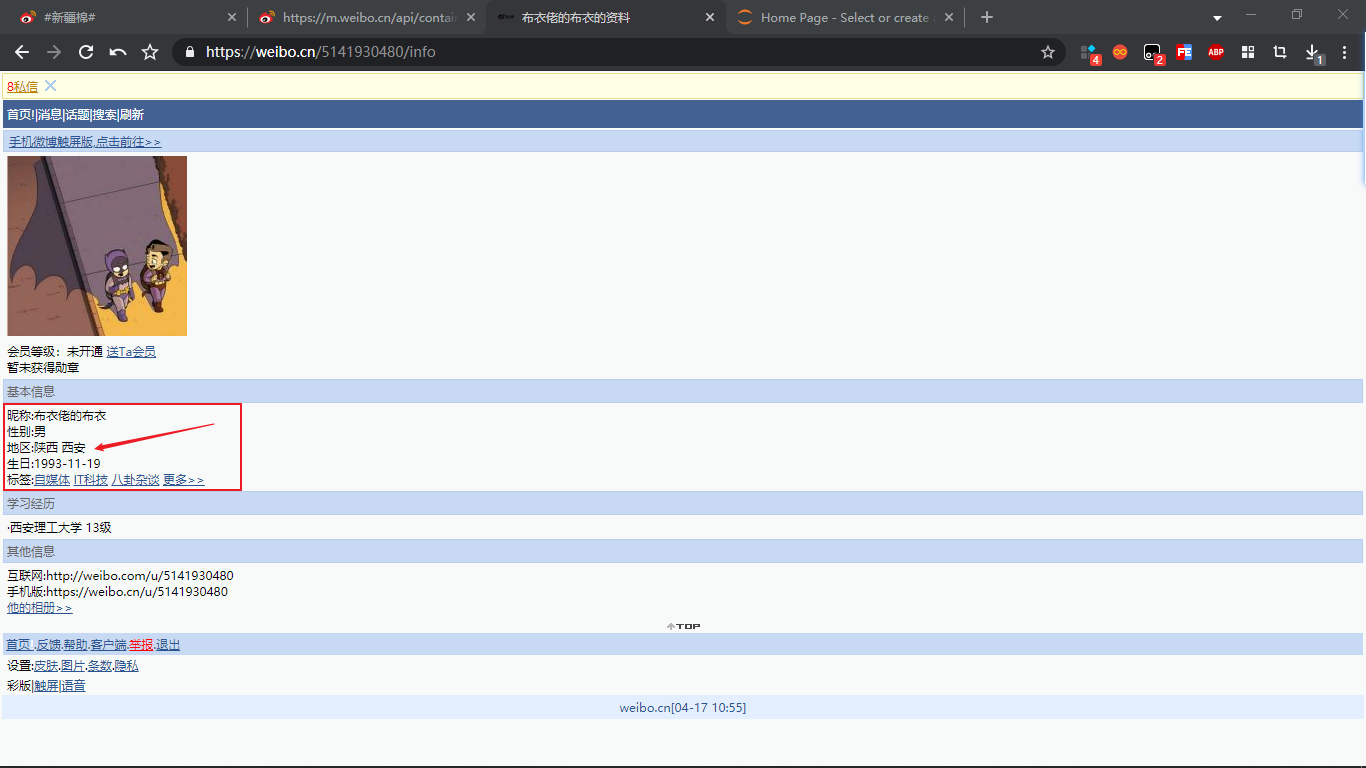 #新疆棉#
https://m.weibo.cn/api/contai
布衣佬的布衣的资料
Home Page - Select or create a
https://weibo.cn/5141930480/info
4
2
FE
ABP
1
8私信
首页!|消息|话题|搜索|刷新
手机微博触屏版,点击前往>>
会员等级：未开通 送Ta会员
暂未获得勋章
基本信息
昵称:布衣佬的布衣
性别:男
地区:陕西 西安
生日:1993-11-19
标签:自媒体 IT科技 八卦杂谈 更多>>
学习经历
·西安理工大学 13级
其他信息
互联网:http://weibo.com/u/5141930480
手机版:https://weibo.cn/u/5141930480
他的相册>>
TOP
首页!.反馈.帮助.客户端.举报.退出
设置:皮肤.图片.条数.隐私
彩版|触屏|语音
weibo.cn[04-17 10:55]